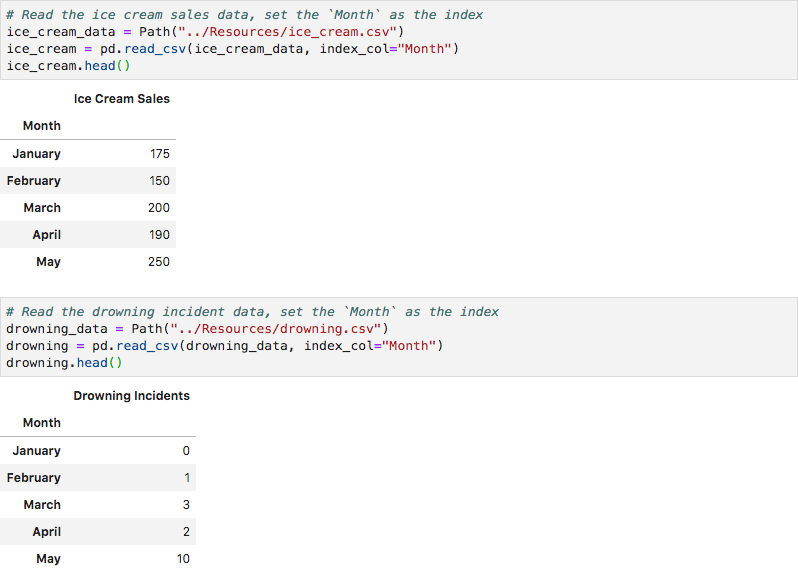 # Read the ice cream sales data, set the `Month` as the index
ice_cream_data = Path("../Resources/ice_cream.csv")
ice_cream = pd.read_csv(ice_cream_data, index_col="Month")
ice_cream.head()
Ice Cream Sales
Month
January 175
February 150
March 200
April 190
May 250
# Read the drowning incident data, set the `Month` as the index
drowning_data = Path("../Resources/drowning.csv")
drowning = pd.read_csv(drowning_data, index_col="Month")
drowning.head()
Drowning Incidents
Month
January 0
February 1
March 3
April 2
May 10